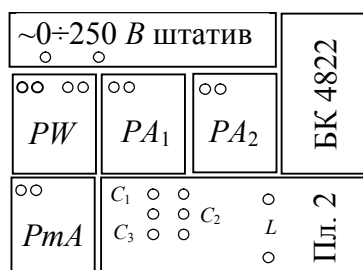 ~0÷250 В штатив
БК 4822
PW
PA₁
PA₂
PmA
C₁
C₂
C₃
L
Пл. 2